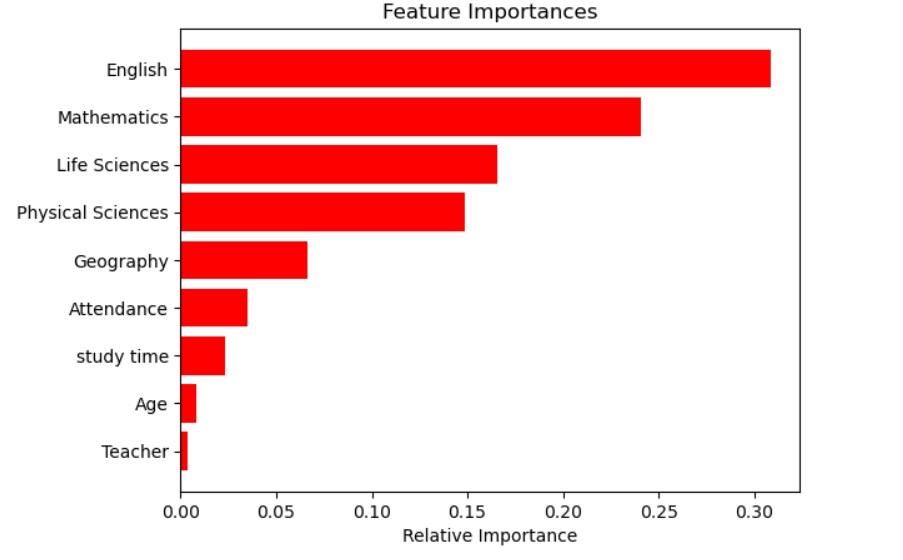 Feature Importances
English
Mathematics
Life Sciences
Physical Sciences
Geography
Attendance
study time
Age
Teacher
0.00 0.05 0.10 0.15 0.20 0.25 0.30
Relative Importance